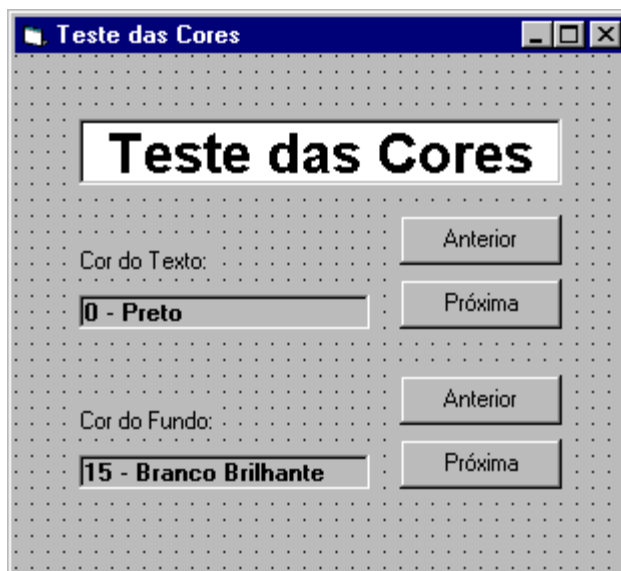 Teste das Cores
Teste das Cores
Anterior
Cor do Texto:
Próxima
0 - Preto
Anterior
Cor do Fundo:
Próxima
15 - Branco Brilhante